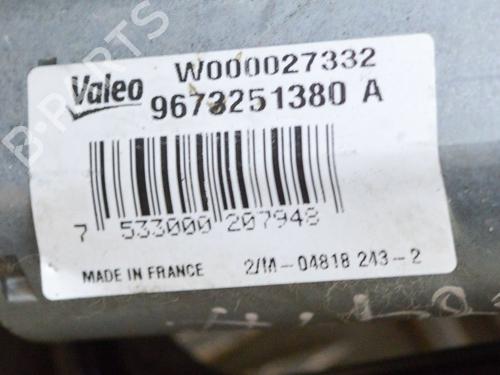 B-PARTS
W000027332
Valeo
9673251380 A
7 533000 207948
MADE IN FRANCE 2/M-04818 243-2